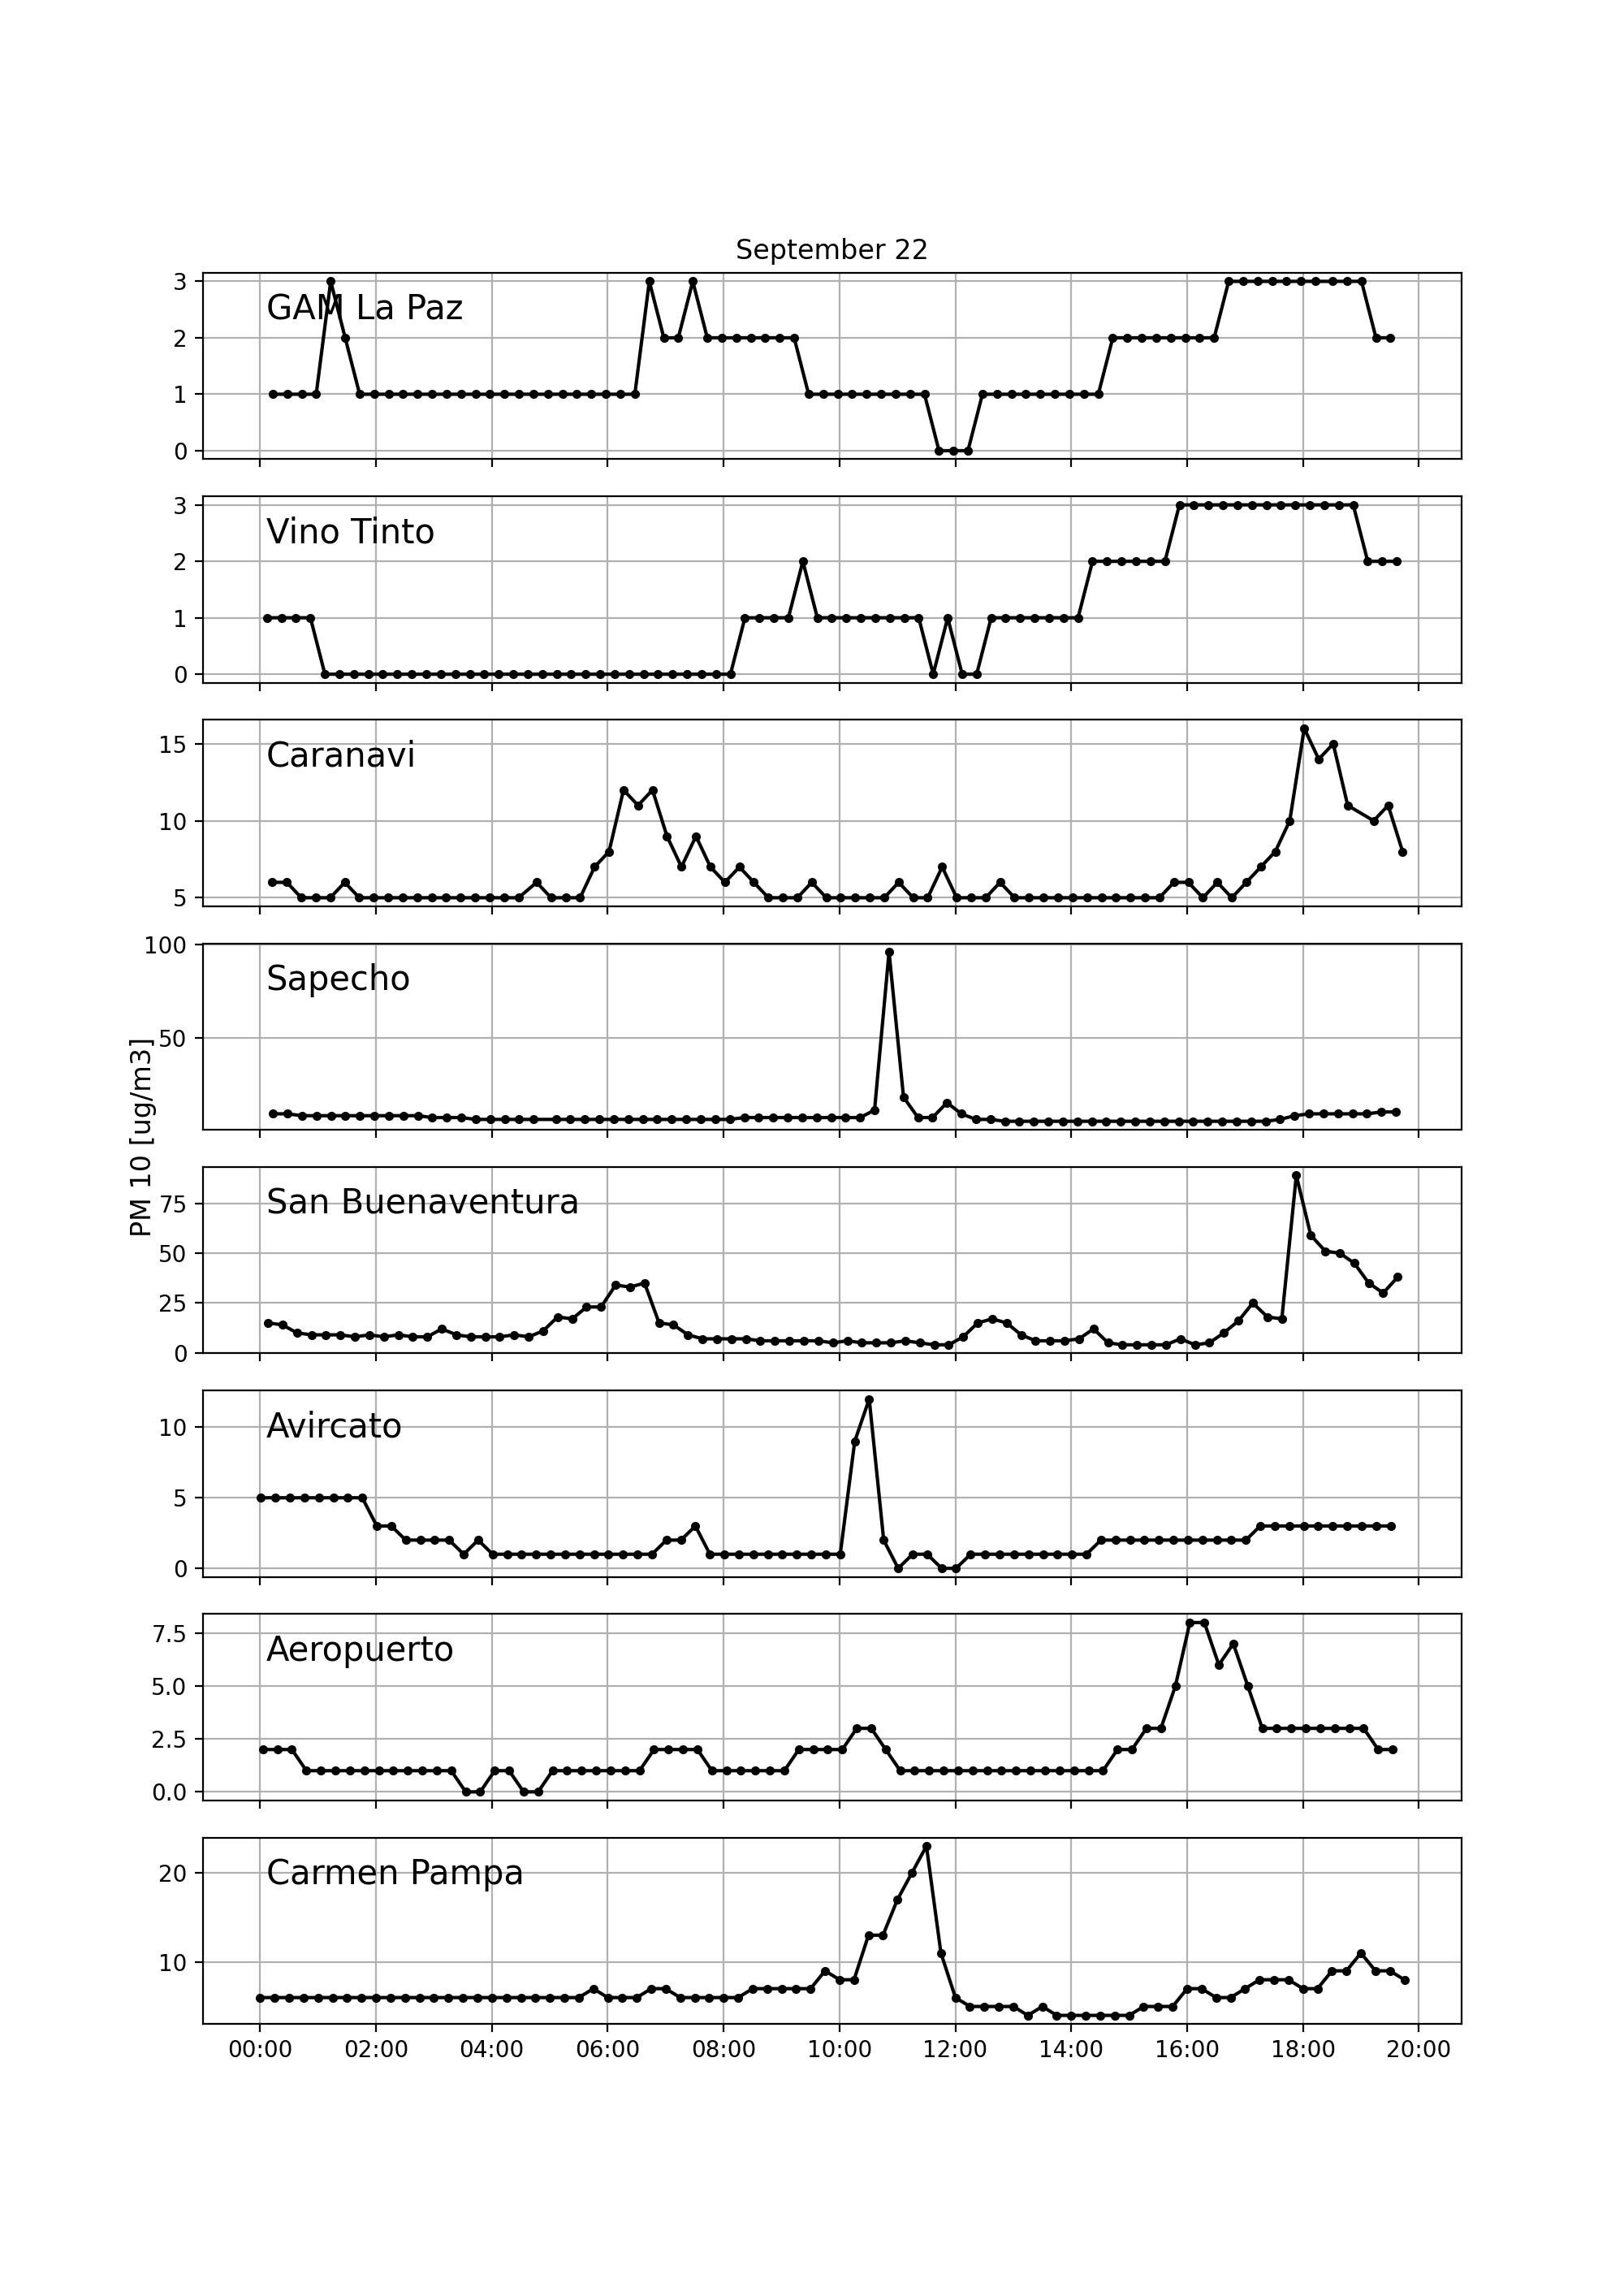 September 22
PM 10 [ug/m3]
3
2
1
0
GAM La Paz
3
2
1
0
Vino Tinto
15
10
5
Caranavi
100
50
Sapecho
75
50
25
0
San Buenaventura
10
5
0
Avircato
7.5
5.0
2.5
0.0
Aeropuerto
20
10
Carmen Pampa
00:00 02:00 04:00 06:00 08:00 10:00 12:00 14:00 16:00 18:00 20:00